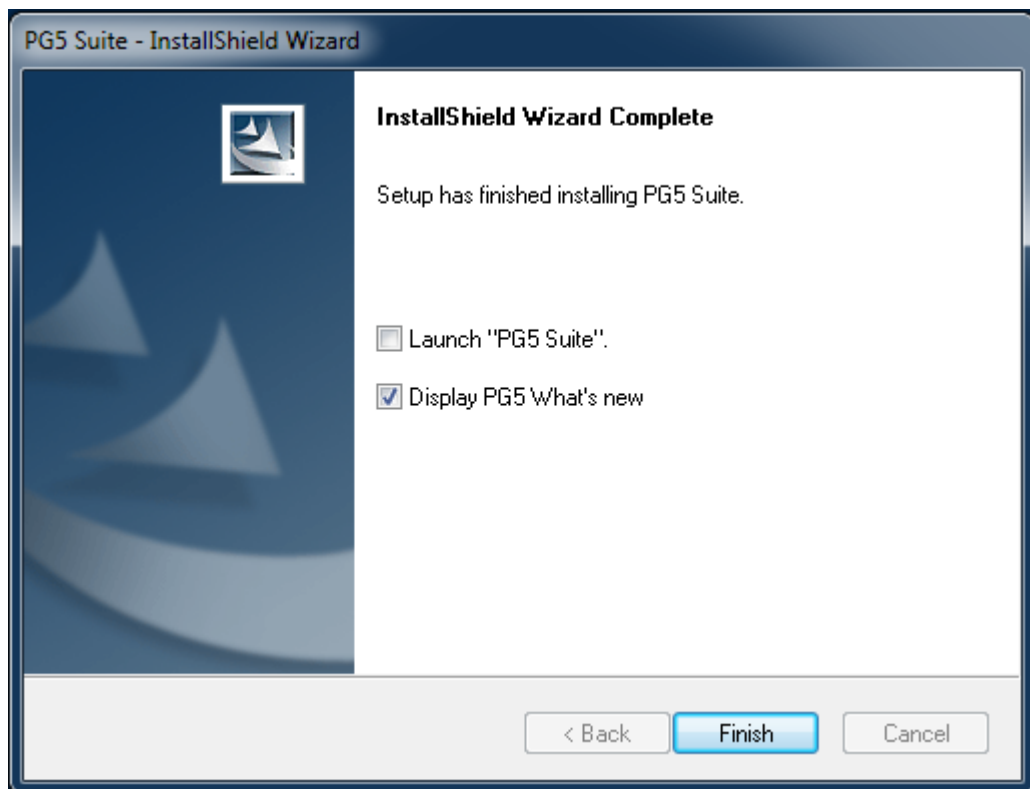 PG5 Suite - InstallShield Wizard
InstallShield Wizard Complete
Setup has finished installing PG5 Suite.
Launch "PG5 Suite".
Display PG5 What's new
< Back
Finish
Cancel